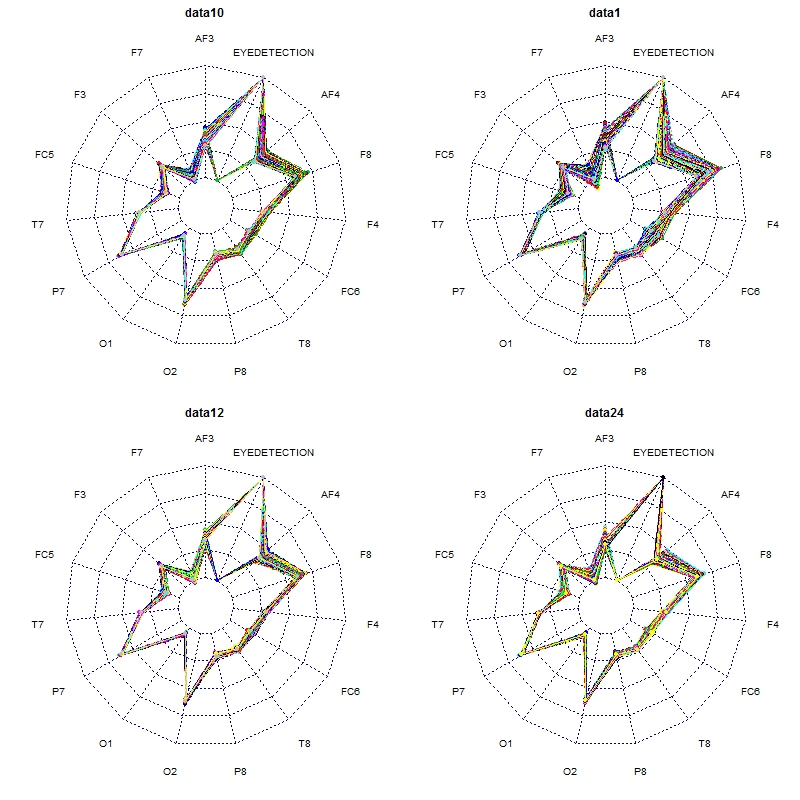 data10
AF3
F7
EYEDETECTION
F3
AF4
FC5
F8
T7
F4
P7
FC6
O1
T8
O2
P8
data1
AF3
F7
EYEDETECTION
F3
AF4
FC5
F8
T7
F4
P7
FC6
O1
T8
O2
P8
data12
AF3
F7
EYEDETECTION
F3
AF4
FC5
F8
T7
F4
P7
FC6
O1
T8
O2
P8
data24
AF3
F7
EYEDETECTION
F3
AF4
FC5
F8
T7
F4
P7
FC6
O1
T8
O2
P8